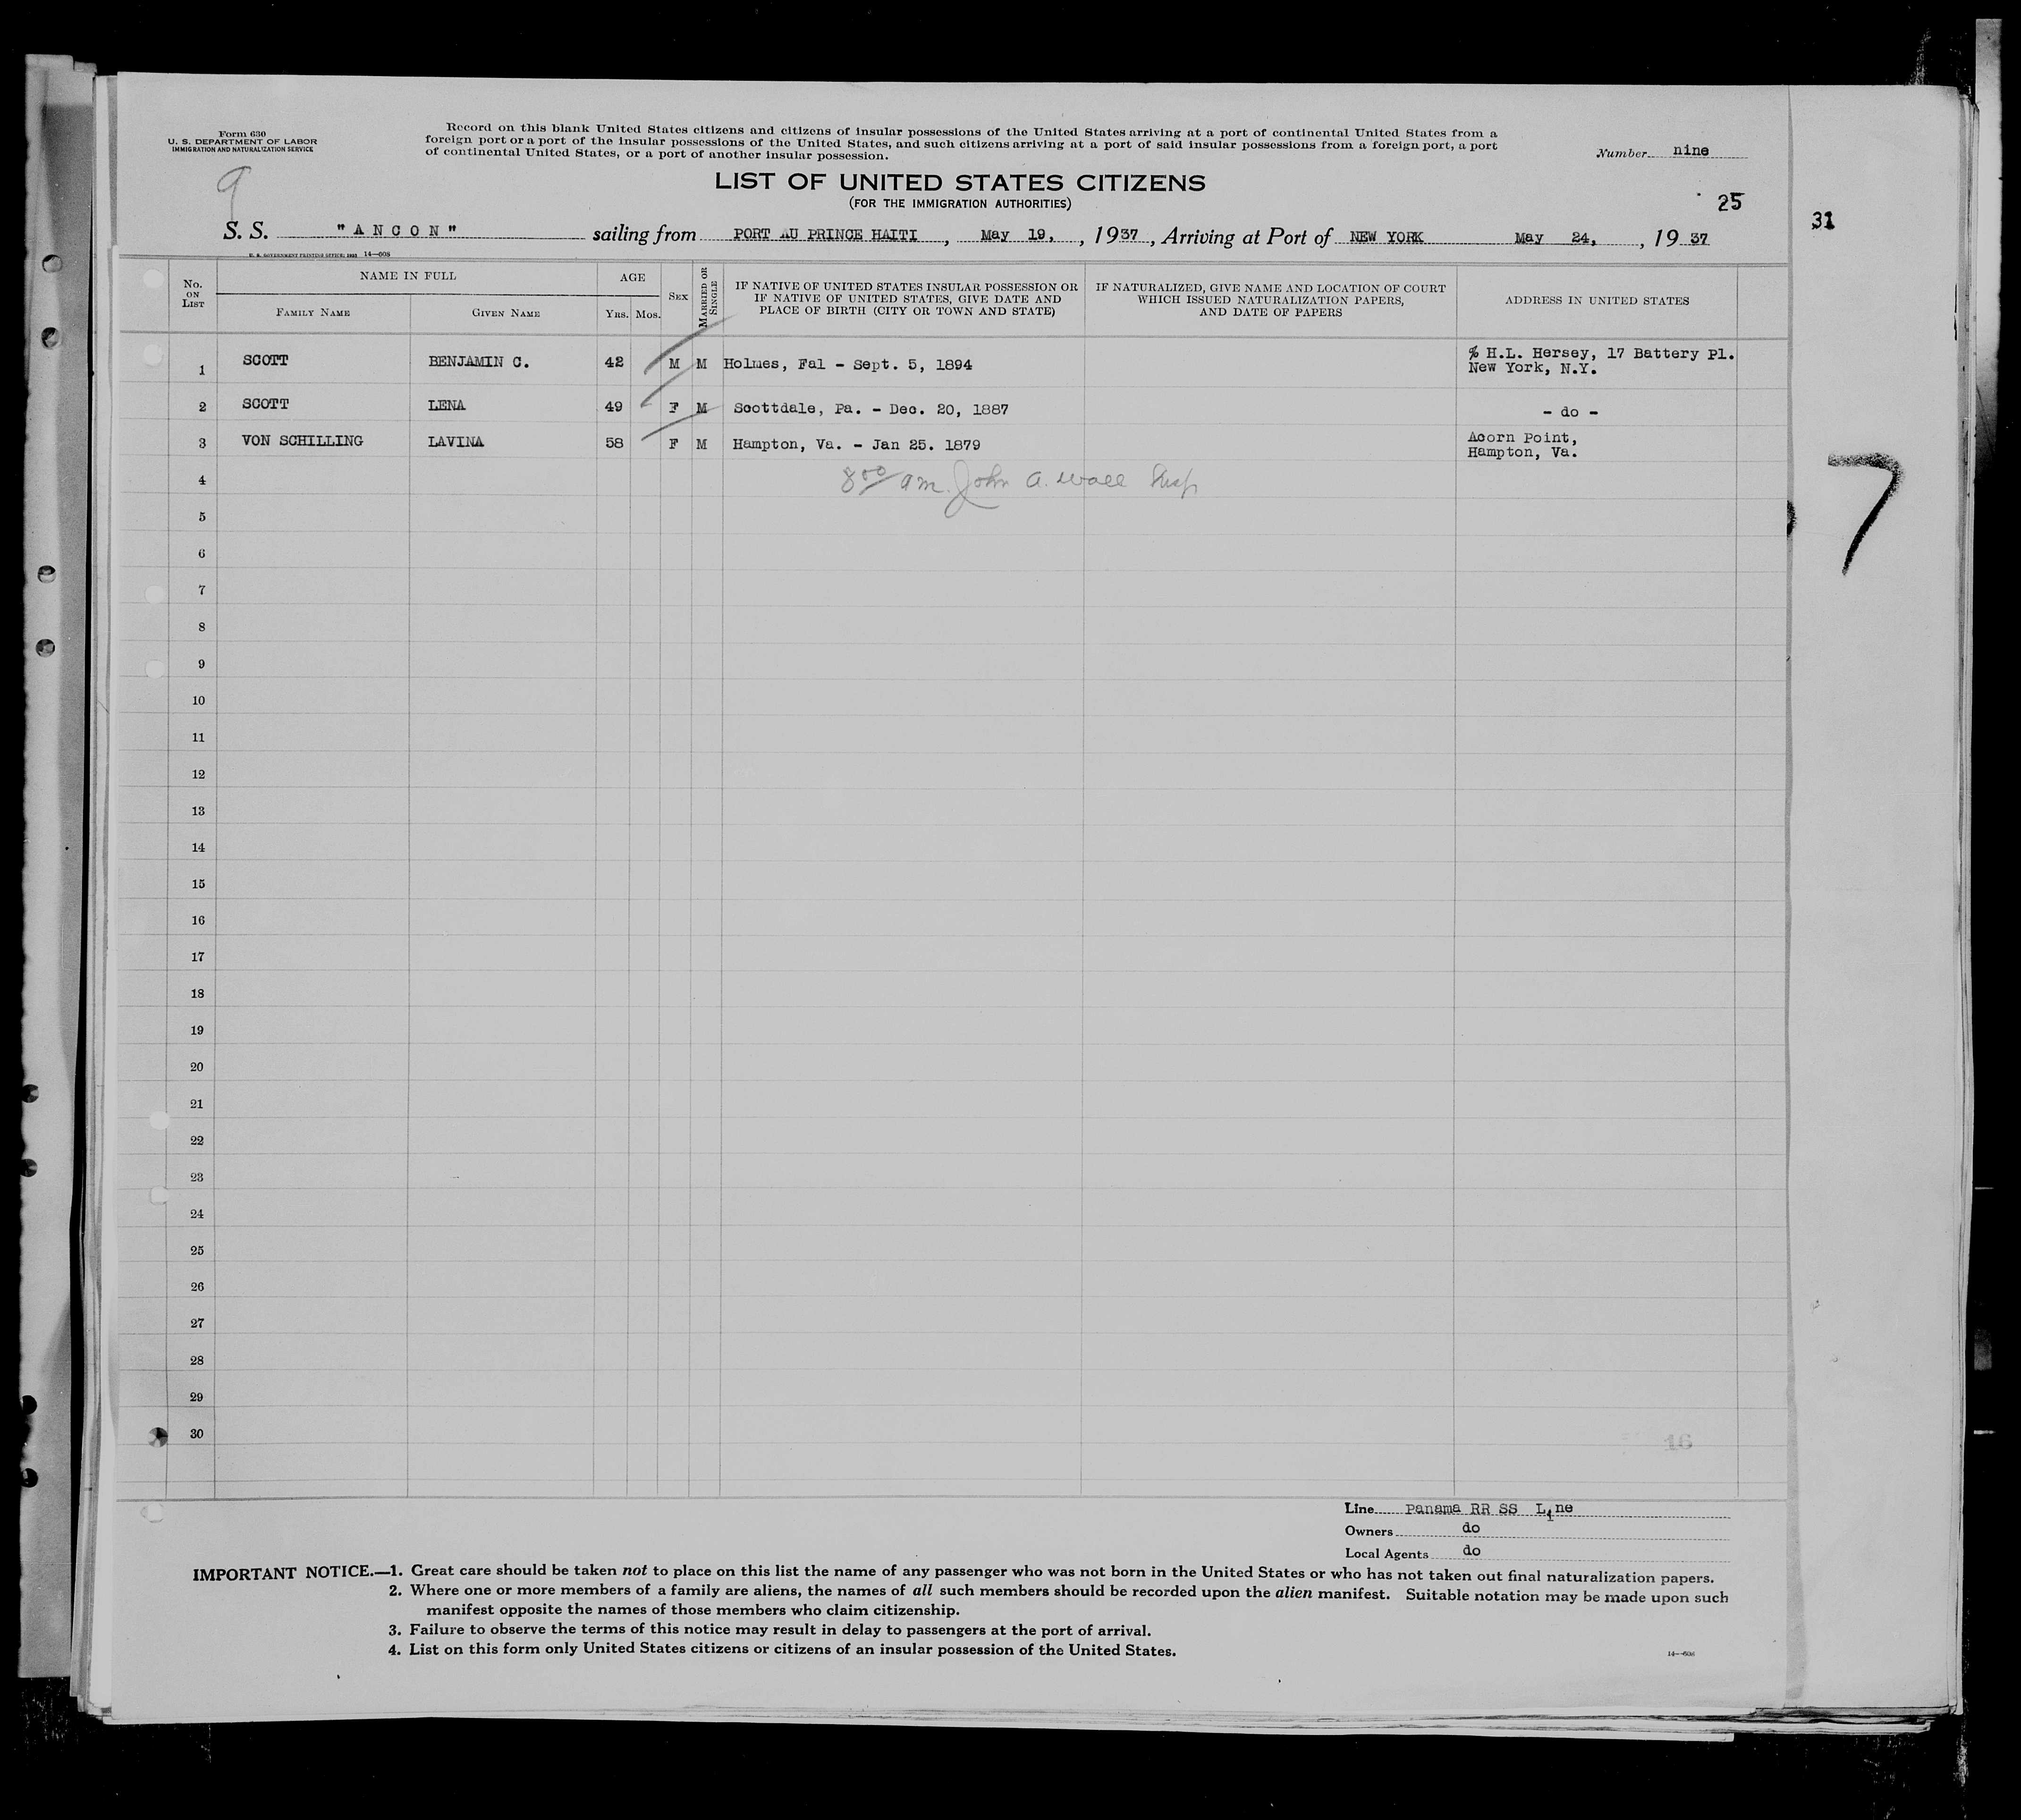 Form 630
U. S. DEPARTMENT OF LABOR
IMMIGRATION AND NATURALIZATION SERVICE
Record on this blank United States citizens and citizens of insular possessions of the United States arriving at a port of continental United States from a
foreign port or a port of the insular possessions of the United States, and such citizens arriving at a port of said insular possessions from a foreign port, a port
of continental United States, or a port of another insular possession.
Number nine
9
LIST OF UNITED STATES CITIZENS
(FOR THE IMMIGRATION AUTHORITIES)
25
31
S. S. "ANCON" sailing from PORT AU PRINCE HAITI, May 19, , 1937, Arriving at Port of NEW YORK May 24, , 19 37
14—608
No. ON LIST
NAME IN FULL
FAMILY NAME
GIVEN NAME
AGE
YRS. MOS.
SEX
MARRIED OR SINGLE
IF NATIVE OF UNITED STATES INSULAR POSSESSION OR
IF NATIVE OF UNITED STATES, GIVE DATE AND
PLACE OF BIRTH (CITY OR TOWN AND STATE)
IF NATURALIZED, GIVE NAME AND LOCATION OF COURT
WHICH ISSUED NATURALIZATION PAPERS,
AND DATE OF PAPERS
ADDRESS IN UNITED STATES
1 SCOTT BENJAMIN C. 42 M M Holmes, Fal - Sept. 5, 1894 % H.L. Hersey, 17 Battery Pl.
New York, N.Y.
2 SCOTT LENA 49 F M Scottdale, Pa. - Dec. 20, 1887 - do -
3 VON SCHILLING LAVINA 58 F M Hampton, Va. - Jan 25. 1879 Acorn Point,
Hampton, Va.
7
4 8 00 am. John A. Wall Insp
5
6
7
8
9
10
11
12
13
14
15
16
17
18
19
20
21
22
23
24
25
26
27
28
29
30
16
Line Panama RR SS Line
Owners do
Local Agents do
IMPORTANT NOTICE.—1. Great care should be taken not to place on this list the name of any passenger who was not born in the United States or who has not taken out final naturalization papers.
2. Where one or more members of a family are aliens, the names of all such members should be recorded upon the alien manifest. Suitable notation may be made upon such
manifest opposite the names of those members who claim citizenship.
3. Failure to observe the terms of this notice may result in delay to passengers at the port of arrival.
4. List on this form only United States citizens or citizens of an insular possession of the United States.
14—608